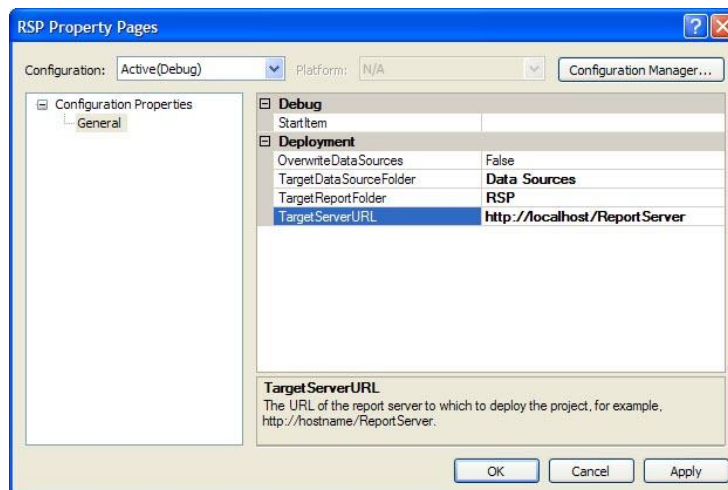 RSP Property Pages
Configuration: Active(Debug) Platform: N/A Configuration Manager...
Configuration Properties
General
Debug
StartItem
Deployment
OverwriteDataSources False
TargetDataSourceFolder Data Sources
TargetReportFolder RSP
TargetServerURL http://localhost/ReportServer
TargetServerURL
The URL of the report server to which to deploy the project, for example,
http://hostname/ReportServer.
OK Cancel Apply